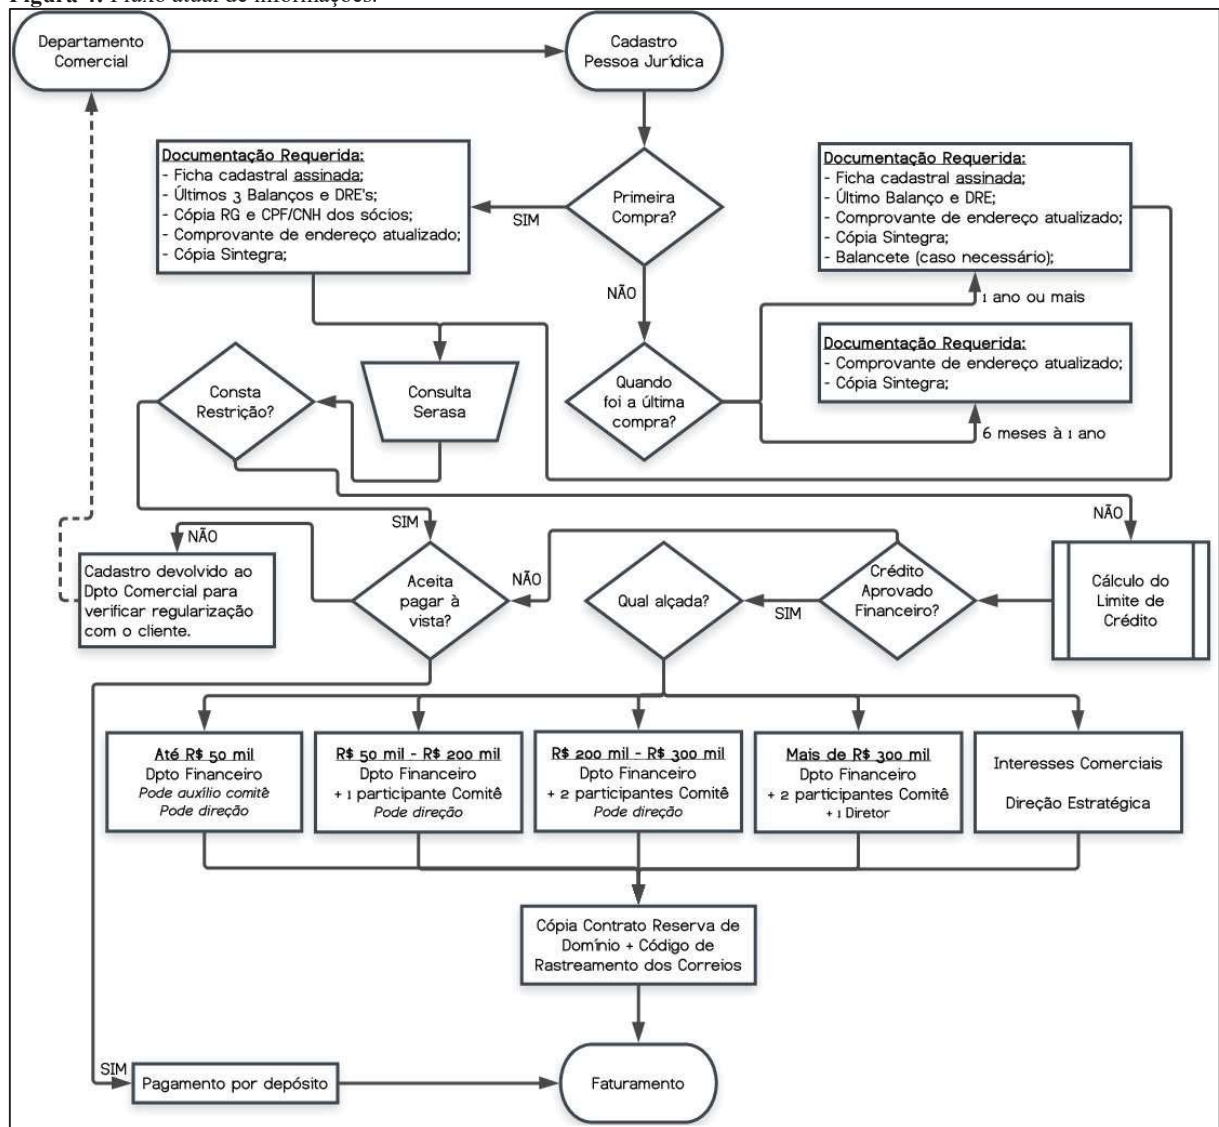 Figura 4. Fluxo atual de informações.
Departamento
Comercial
Cadastro
Pessoa Jurídica
Documentação Requerida:
- Ficha cadastral assinada;
- Últimos 3 Balanços e DRE's;
- Cópia RG e CPF/CNH dos sócios;
- Comprovante de endereço atualizado;
- Cópia Sintegra;
SIM
Primeira
Compra?
Documentação Requerida:
- Ficha cadastral assinada;
- Último Balanço e DRE;
- Comprovante de endereço atualizado;
- Cópia Sintegra;
- Balancete (caso necessário);
NÃO
1 ano ou mais
Documentação Requerida:
- Comprovante de endereço atualizado;
- Cópia Sintegra;
Consta
Restrição?
Consulta
Serasa
Quando
foi a última
compra?
6 meses à 1 ano
SIM
NÃO
NÃO
Cadastro devolvido ao
Dpto Comercial para
verificar regularização
com o cliente.
Aceita
pagar à
vista?
NÃO
Qual alçada?
SIM
Crédito
Aprovado
Financeiro?
Cálculo do
Limite de
Crédito
Até R$ 50 mil
Dpto Financeiro
Pode auxílio comitê
Pode direção
R$ 50 mil - R$ 200 mil
Dpto Financeiro
+ 1 participante Comitê
Pode direção
R$ 200 mil - R$ 300 mil
Dpto Financeiro
+ 2 participantes Comitê
Pode direção
Mais de R$ 300 mil
Dpto Financeiro
+ 2 participantes Comitê
+ 1 Diretor
Interesses Comerciais
Direção Estratégica
Cópia Contrato Reserva de
Domínio + Código de
Rastreamento dos Correios
SIM
Pagamento por depósito
Faturamento